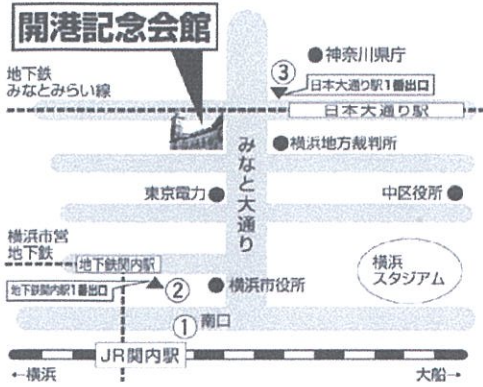 開港記念会館
神奈川県庁
地下鉄
みなとみらい線
③
日本大通り駅1番出口
日本大通り駅
横浜地方裁判所
みなと大通り
東京電力
中区役所
横浜市営
地下鉄
地下鉄関内駅
横浜
スタジアム
地下鉄関内駅1番出口
②
横浜市役所
①南口
JR関内駅
←横浜
大船→